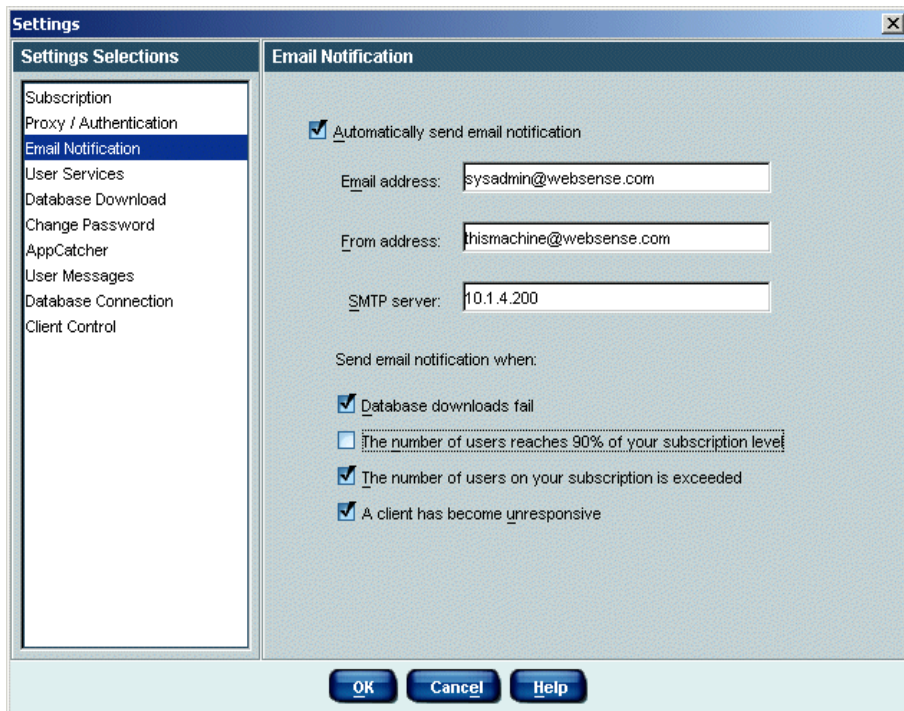 Settings
Settings Selections
Subscription
Proxy / Authentication
Email Notification
User Services
Database Download
Change Password
AppCatcher
User Messages
Database Connection
Client Control
Email Notification
Automatically send email notification
Email address: sysadmin@websense.com
From address: thismachine@websense.com
SMTP server: 10.1.4.200
Send email notification when:
Database downloads fail
The number of users reaches 90% of your subscription level
The number of users on your subscription is exceeded
A client has become unresponsive
OK Cancel Help